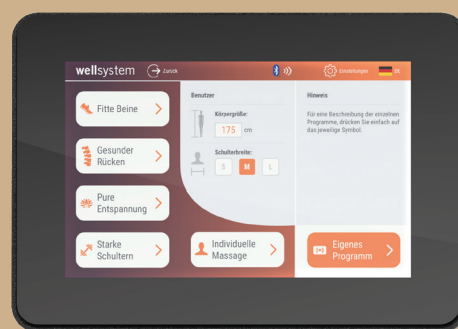 wellsystem
Zurück
Einstellungen
DE
Fitte Beine
Gesunder
Rücken
Pure
Entspannung
Starke
Schultern
Benutzer
Körpergröße:
175 cm
Schulterbreite:
S M L
Individuelle
Massage
Hinweis
Für eine Beschreibung der einzelnen
Programme, drücken Sie einfach auf
das jeweilige Symbol.
Eigenes
Programm